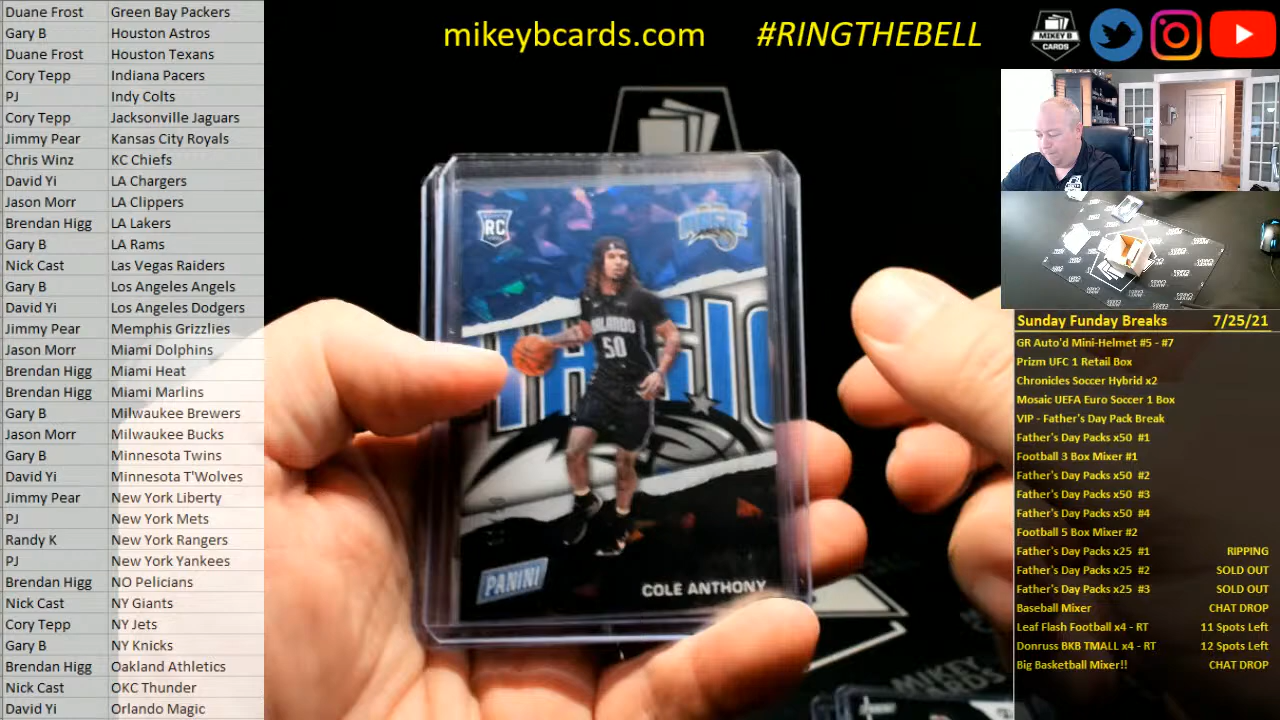 Duane Frost Green Bay Packers
Gary B Houston Astros
Duane Frost Houston Texans
Cory Tepp Indiana Pacers
PJ Indy Colts
Cory Tepp Jacksonville Jaguars
Jimmy Pear Kansas City Royals
Chris Winz KC Chiefs
David Yi LA Chargers
Jason Morr LA Clippers
Brendan Higg LA Lakers
Gary B LA Rams
Nick Cast Las Vegas Raiders
Gary B Los Angeles Angels
David Yi Los Angeles Dodgers
Jimmy Pear Memphis Grizzlies
Jason Morr Miami Dolphins
Brendan Higg Miami Heat
Brendan Higg Miami Marlins
Gary B Milwaukee Brewers
Jason Morr Milwaukee Bucks
Gary B Minnesota Twins
David Yi Minnesota T'Wolves
Jimmy Pear New York Liberty
PJ New York Mets
Randy K New York Rangers
PJ New York Yankees
Brendan Higg NO Pelicians
Nick Cast NY Giants
Cory Tepp NY Jets
Gary B NY Knicks
Brendan Higg Oakland Athletics
Nick Cast OKC Thunder
David Yi Orlando Magic
mikeybcards.com #RINGTHEBELL
MIKEY B
CARDS
RC
MAGIC
ORLANDO
50
PANINI
COLE ANTHONY
MIKEY
CARDS
Sunday Funday Breaks 7/25/21
GR Auto'd Mini-Helmet #5 - #7
Prizm UFC 1 Retail Box
Chronicles Soccer Hybrid x2
Mosaic UEFA Euro Soccer 1 Box
VIP - Father's Day Pack Break
Father's Day Packs x50 #1
Football 3 Box Mixer #1
Father's Day Packs x50 #2
Father's Day Packs x50 #3
Father's Day Packs x50 #4
Football 5 Box Mixer #2
Father's Day Packs x25 #1 RIPPING
Father's Day Packs x25 #2 SOLD OUT
Father's Day Packs x25 #3 SOLD OUT
Baseball Mixer CHAT DROP
Leaf Flash Football x4 - RT 11 Spots Left
Donruss BKB TMALL x4 - RT 12 Spots Left
Big Basketball Mixer!! CHAT DROP